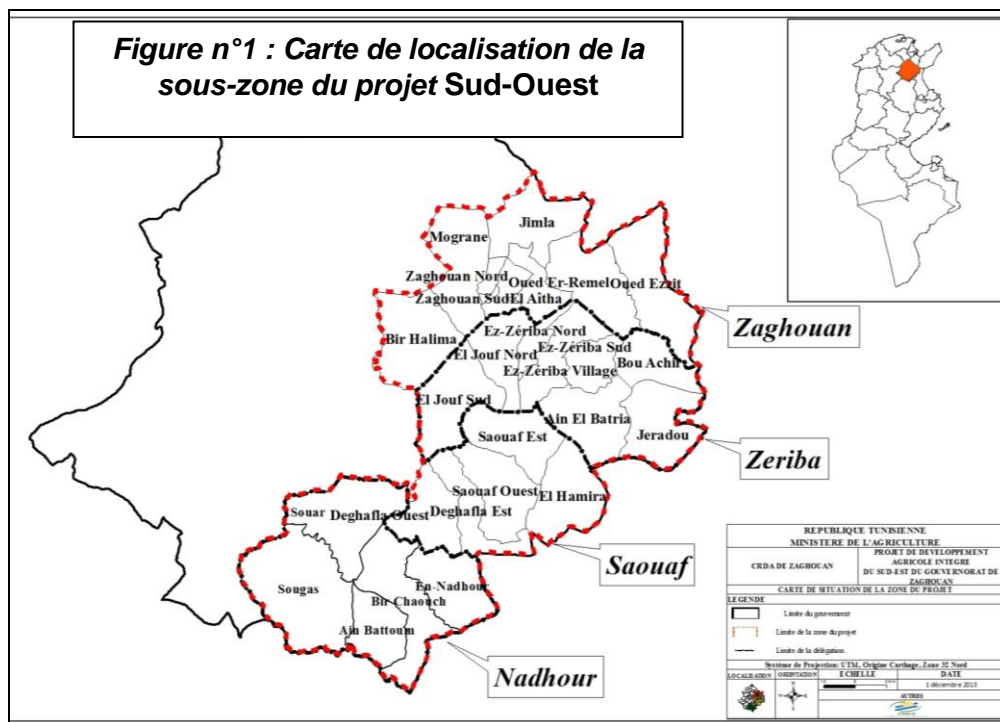 Figure n°1 : Carte de localisation de la
sous-zone du projet Sud-Ouest
Jimla
Mograne
Zaghouan Nord
Oued Er-Remel
Oued Ezzit
Zaghouan Sud
El Aîtha
Zaghouan
Bir Halima
Ez-Zériba Nord
Ez-Zériba Sud
El Jouf Nord
Ez-Zériba Village
Bou Achir
El Jouf Sud
Ain El Batria
Saouaf Est
Jeradou
Zeriba
Saouaf Ouest
El Hamira
Souar
Deghafla Ouest
Deghafla Est
Saouaf
Sougas
En-Nadhour
Bir Chaouch
Ain Battoum
Nadhour
REPUBLIQUE TUNISIENNE
MINISTERE DE L'AGRICULTURE
CRDA DE ZAGHOUAN
PROJET DE DEVELOPPEMENT
AGRICOLE INTEGRE
DU SUD-EST DU GOUVERNORAT DE
ZAGHOUAN
CARTE DE SITUATION DE LA ZONE DU PROJET
LEGENDE
Limite du gouvernorat
Limite de la zone du projet
Limite de la délégation
Système de Projection: UTM, Origine Carthage, Zone 32 Nord
LOCALISATION
ORIENTATION
ECHELLE
DATE
1 décembre 2013
AUTRES